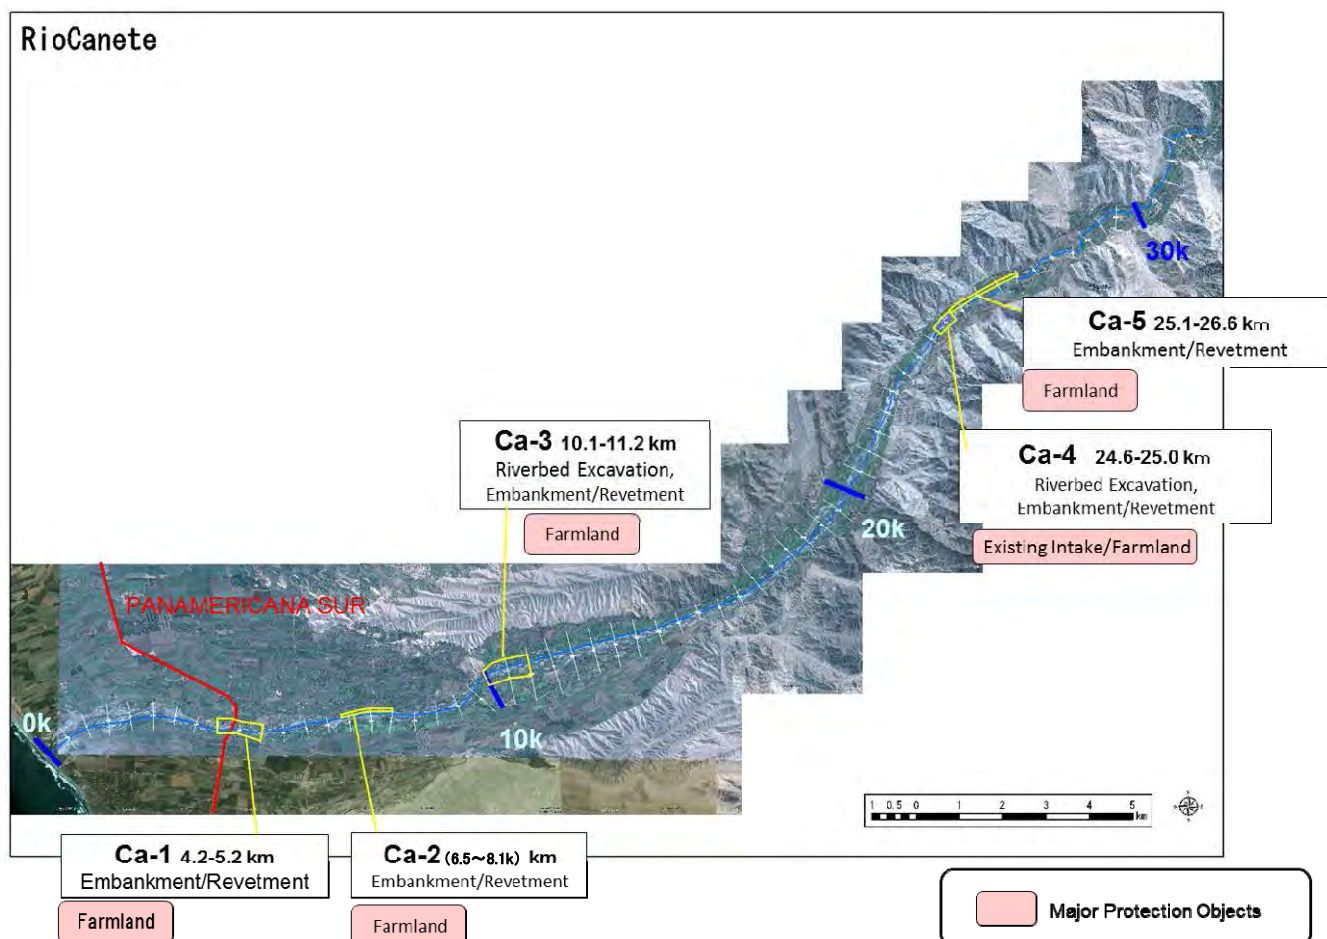 RioCanete
30k
Ca-5 25.1-26.6 km
Embankment/Revetment
Farmland
Ca-3 10.1-11.2 km
Riverbed Excavation,
Embankment/Revetment
Farmland
Ca-4 24.6-25.0 km
Riverbed Excavation,
Embankment/Revetment
Existing Intake/Farmland
20k
PANAMERICANA SUR
0k
10k
1 0.5 0 1 2 3 4 5
km
Ca-1 4.2-5.2 km
Embankment/Revetment
Farmland
Ca-2 (6.5~8.1k) km
Embankment/Revetment
Farmland
Major Protection Objects